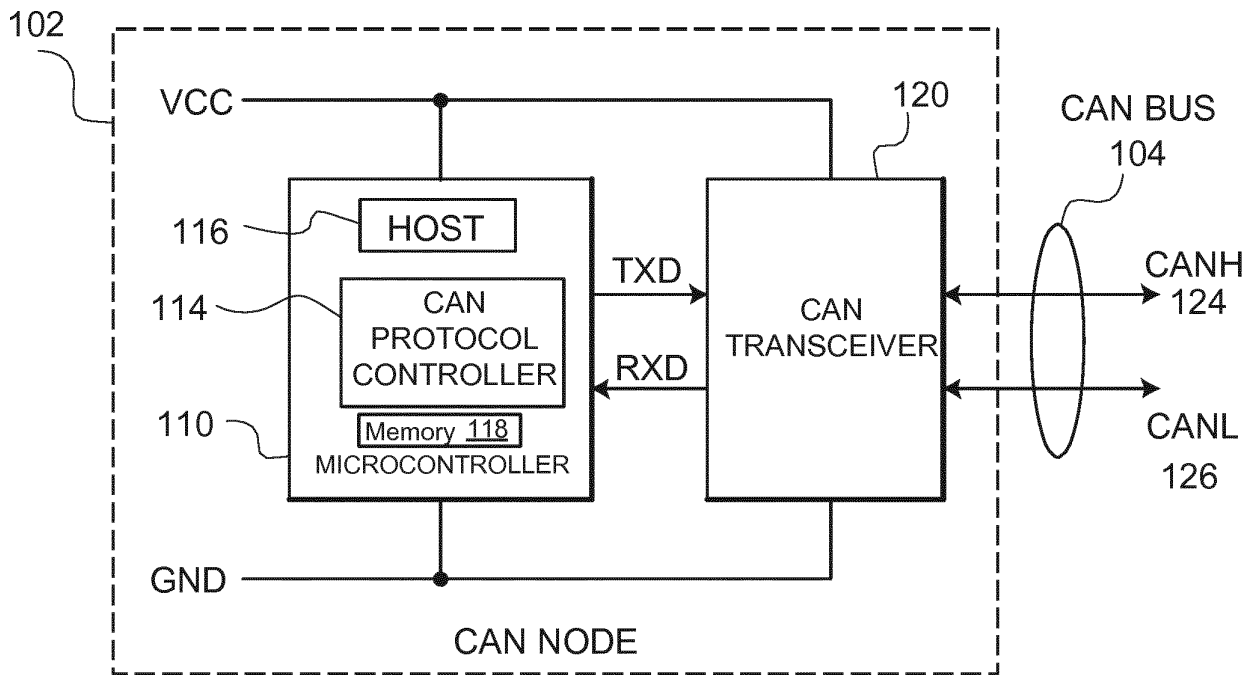 102
VCC
120
CAN BUS
104
116
HOST
TXD
CANH
124
114
CAN
PROTOCOL
CONTROLLER
CAN
TRANSCEIVER
RXD
110
Memory 118
MICROCONTROLLER
CANL
126
GND
CAN NODE